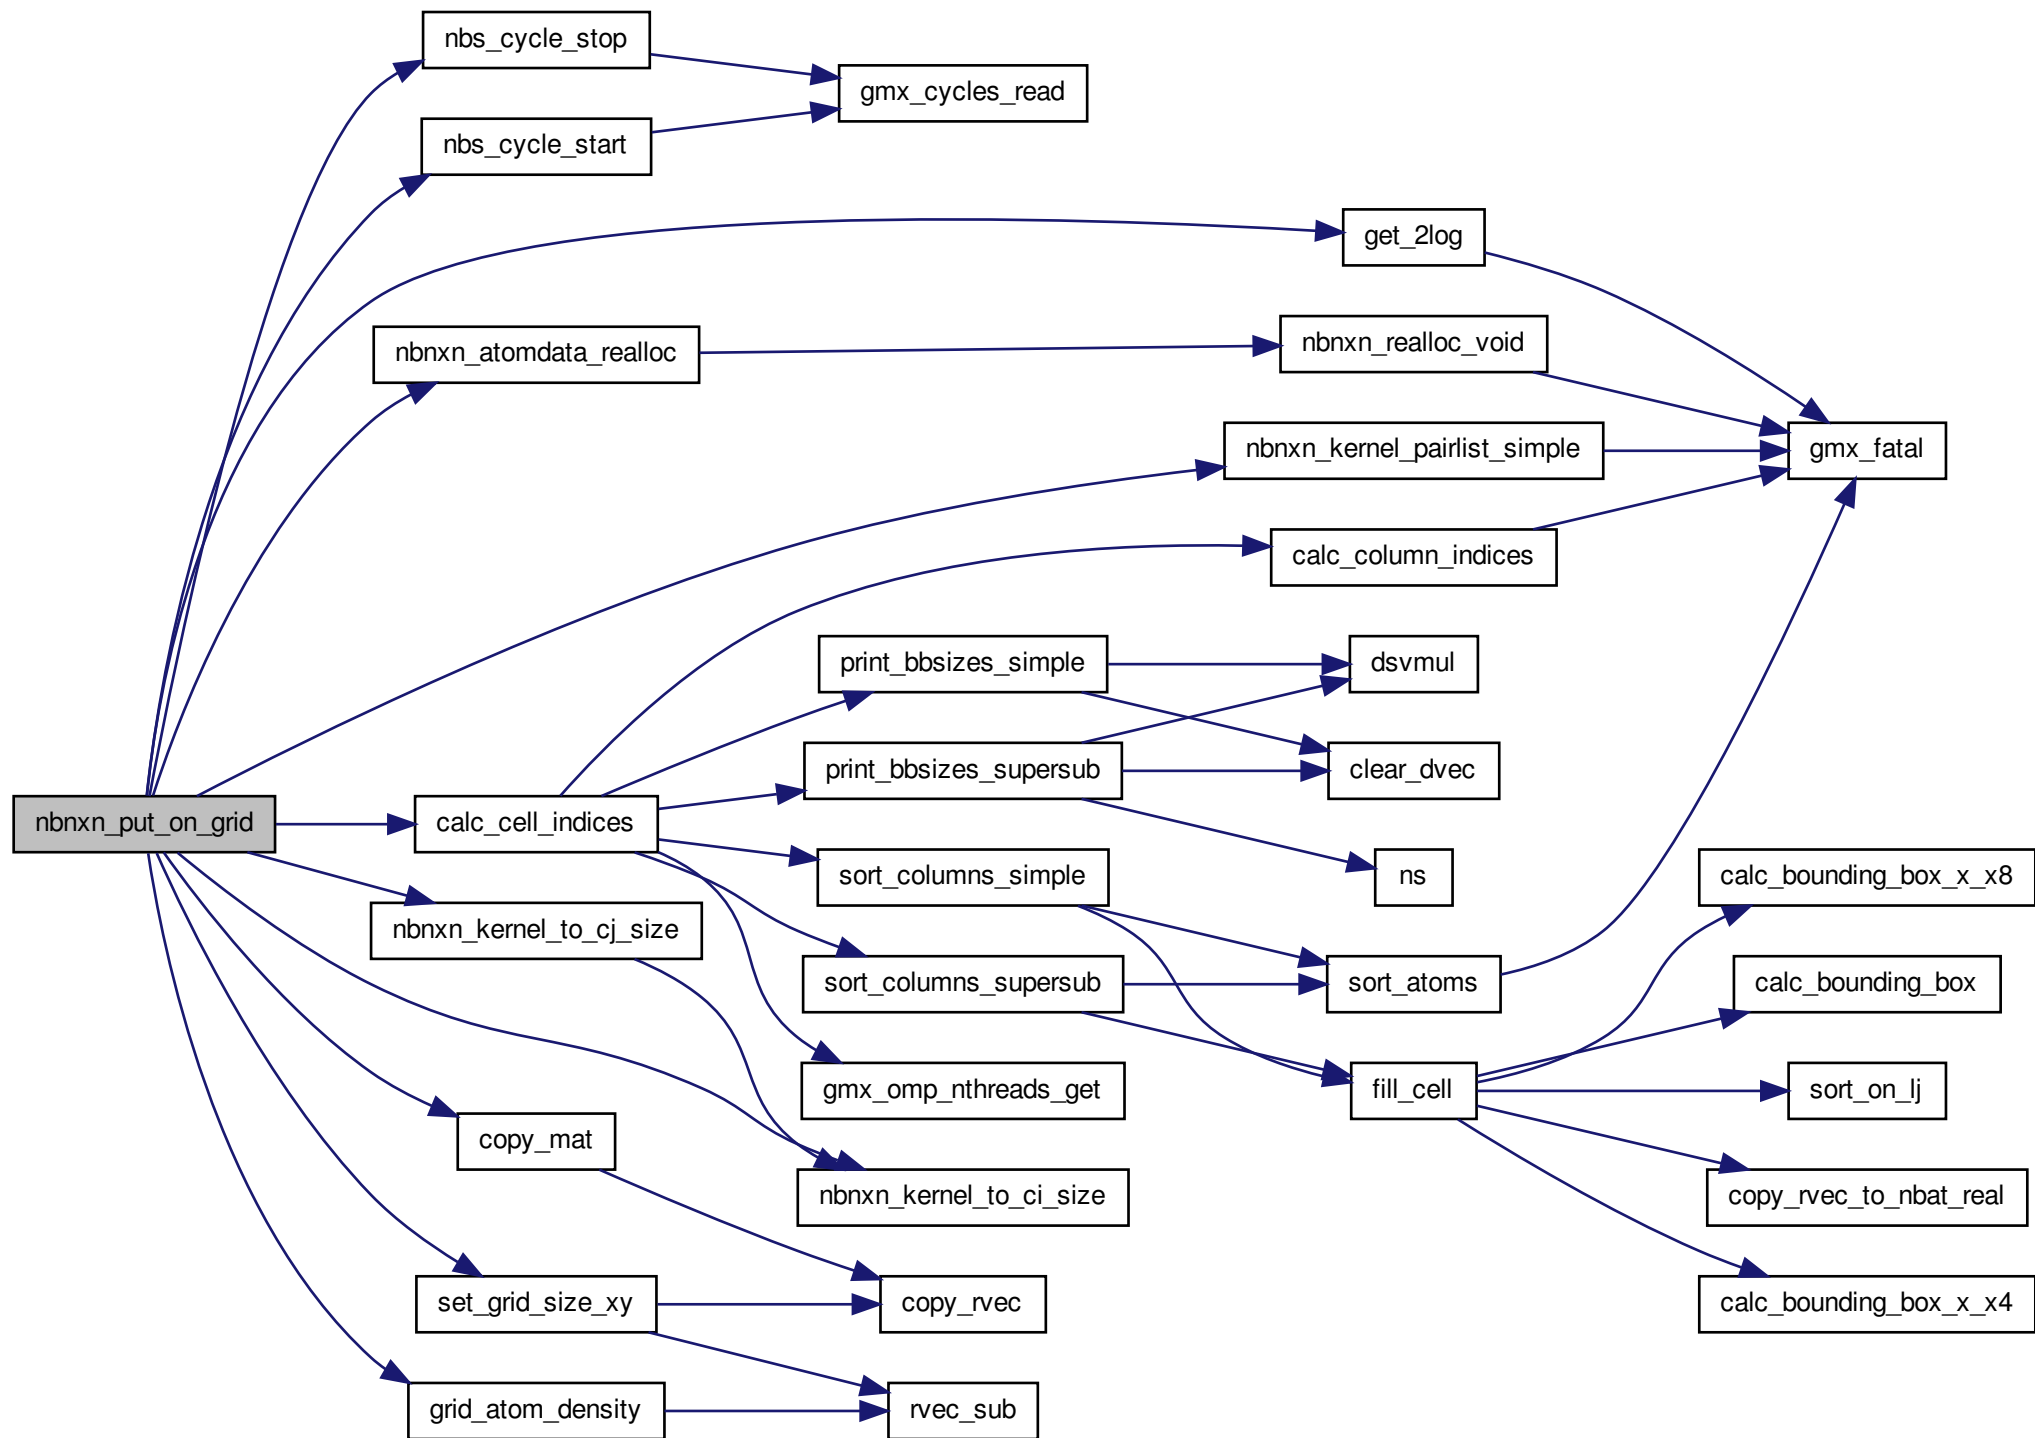 nbs_cycle_stop
gmx_cycles_read
nbs_cycle_start
get_2log
nbnxn_atomdata_realloc
nbnxn_realloc_void
nbnxn_kernel_pairlist_simple
gmx_fatal
calc_column_indices
print_bbsizes_simple
dsvmul
print_bbsizes_supersub
clear_dvec
nbnxn_put_on_grid
calc_cell_indices
sort_columns_simple
ns
calc_bounding_box_x_x8
nbnxn_kernel_to_cj_size
sort_columns_supersub
sort_atoms
calc_bounding_box
gmx_omp_nthreads_get
fill_cell
sort_on_lj
copy_mat
nbnxn_kernel_to_ci_size
copy_rvec_to_nbat_real
set_grid_size_xy
copy_rvec
calc_bounding_box_x_x4
grid_atom_density
rvec_sub